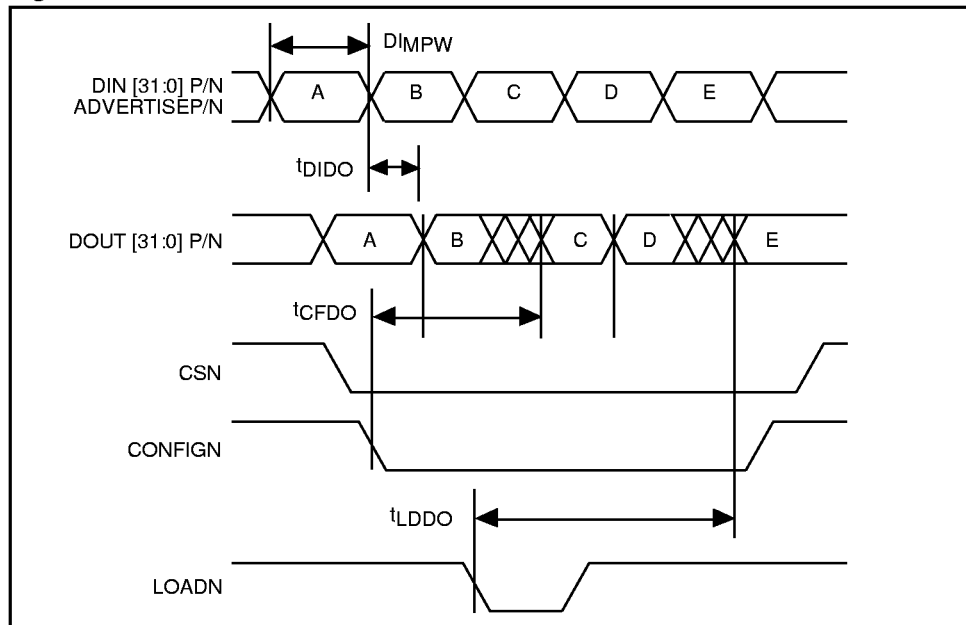 DIMPW
DIN [31:0] P/N
ADVERTISEP/N
A B C D E
tDIDO
DOUT [31:0] P/N
A B C D E
tCFDO
CSN
CONFIGN
tLDDO
LOADN